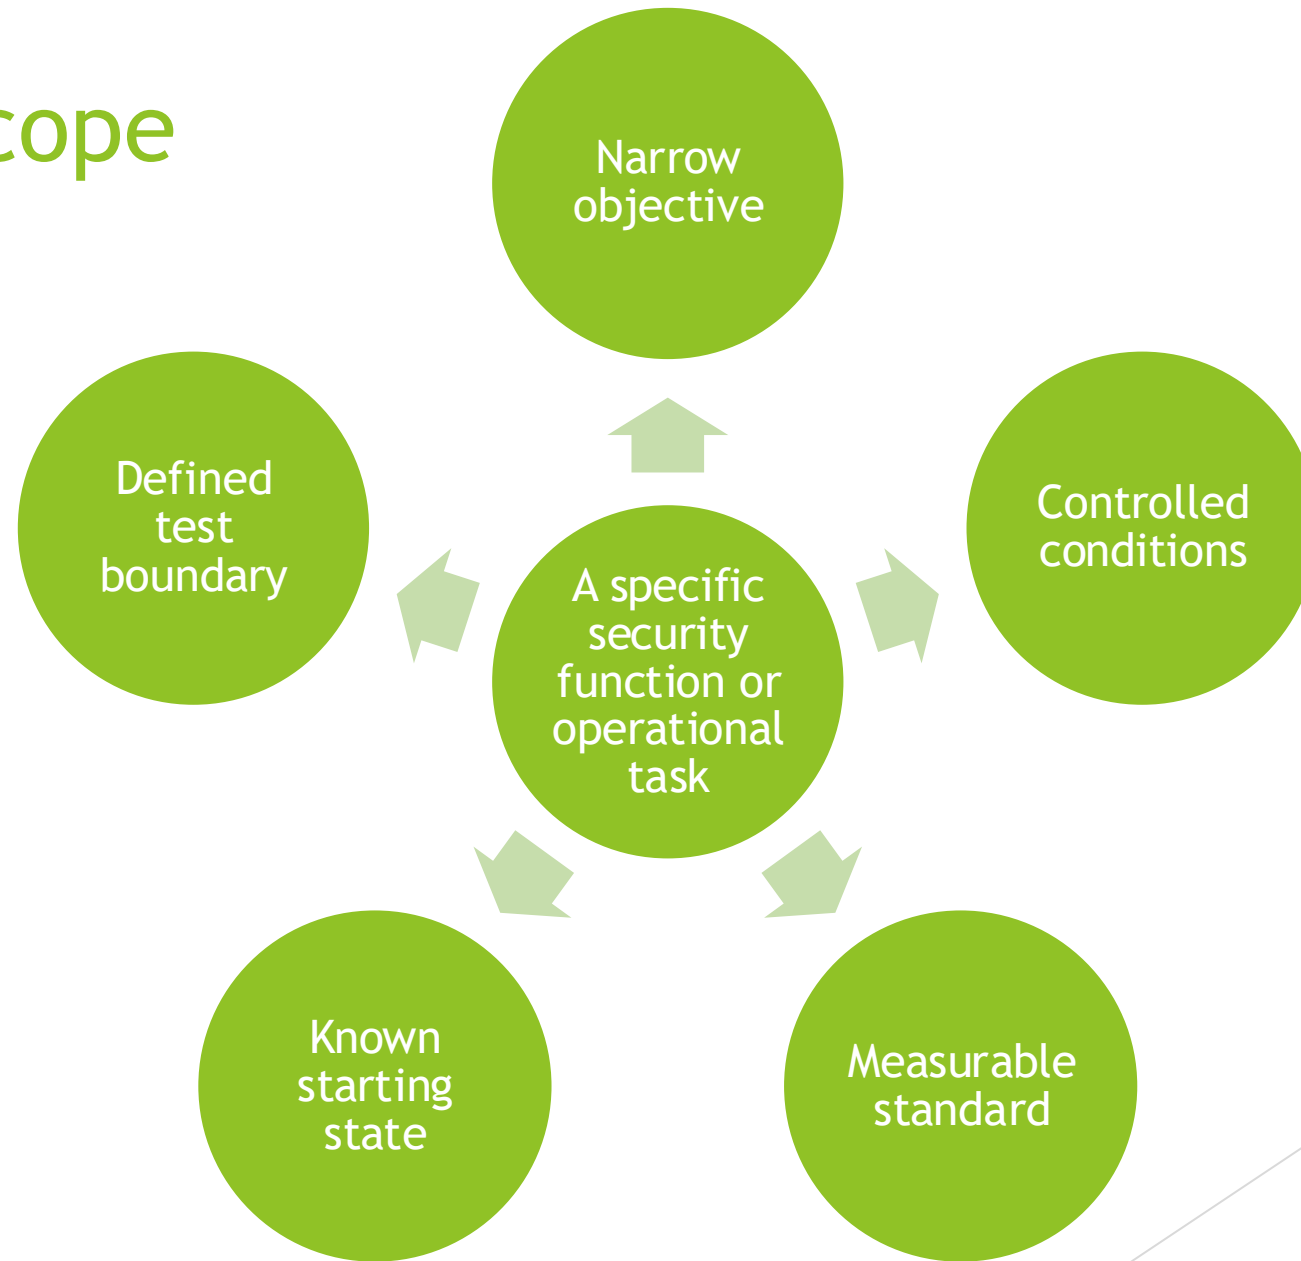 cope
Narrow
objective
Defined
test
boundary
Controlled
conditions
A specific
security
function or
operational
task
Known
starting
state
Measurable
standard